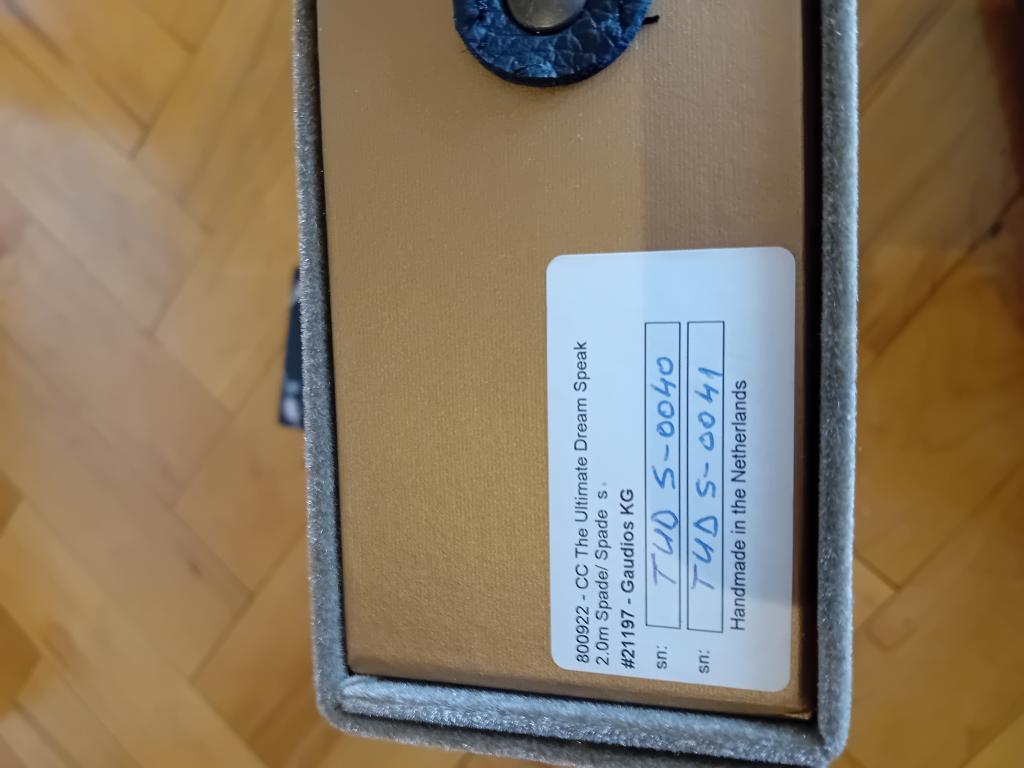 800922 - CC The Ultimate Dream Speak
2.0m Spade/ Spade s.
#21197 - Gaudios KG
sn: TUD S-0040
sn: TUD S-0041
Handmade in the Netherlands